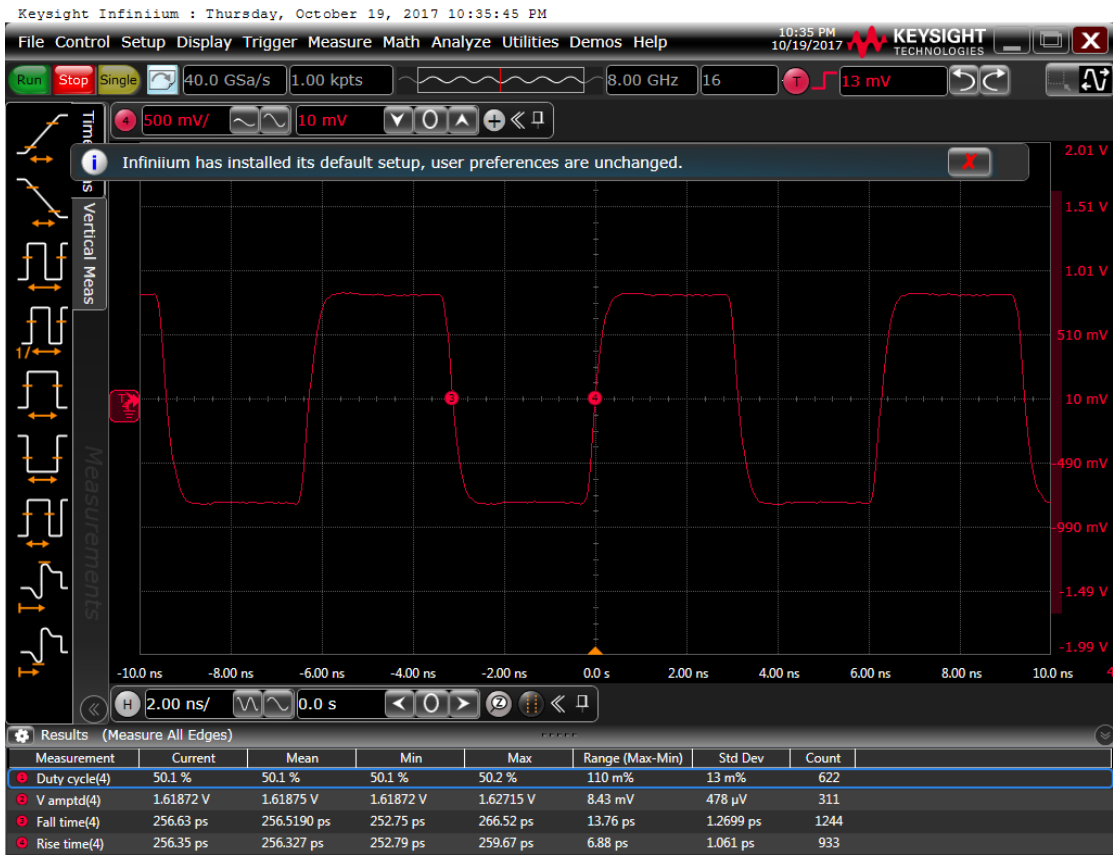 Keysight Infiniium : Thursday, October 19, 2017 10:35:45 PM
File Control Setup Display Trigger Measure Math Analyze Utilities Demos Help
10:35 PM
10/19/2017
KEYSIGHT
TECHNOLOGIES
X
Run Stop Single 40.0 GSa/s 1.00 kpts 8.00 GHz 16 T 13 mV
4 500 mV/ 10 mV
i Infiniium has installed its default setup, user preferences are unchanged. X
Vertical Meas
Measurements
1/
2.01 V
1.51 V
1.01 V
510 mV
10 mV
-490 mV
-990 mV
-1.49 V
-1.99 V
T
3 4
-10.0 ns -8.00 ns -6.00 ns -4.00 ns -2.00 ns 0.0 s 2.00 ns 4.00 ns 6.00 ns 8.00 ns 10.0 ns
H 2.00 ns/ 0.0 s Z
Results (Measure All Edges)
Measurement Current Mean Min Max Range (Max-Min) Std Dev Count
1 Duty cycle(4) 50.1 % 50.1 % 50.1 % 50.2 % 110 m% 13 m% 622
2 V amptd(4) 1.61872 V 1.61875 V 1.61872 V 1.62715 V 8.43 mV 478 µV 311
3 Fall time(4) 256.63 ps 256.5190 ps 252.75 ps 266.52 ps 13.76 ps 1.2699 ps 1244
4 Rise time(4) 256.35 ps 256.327 ps 252.79 ps 259.67 ps 6.88 ps 1.061 ps 933